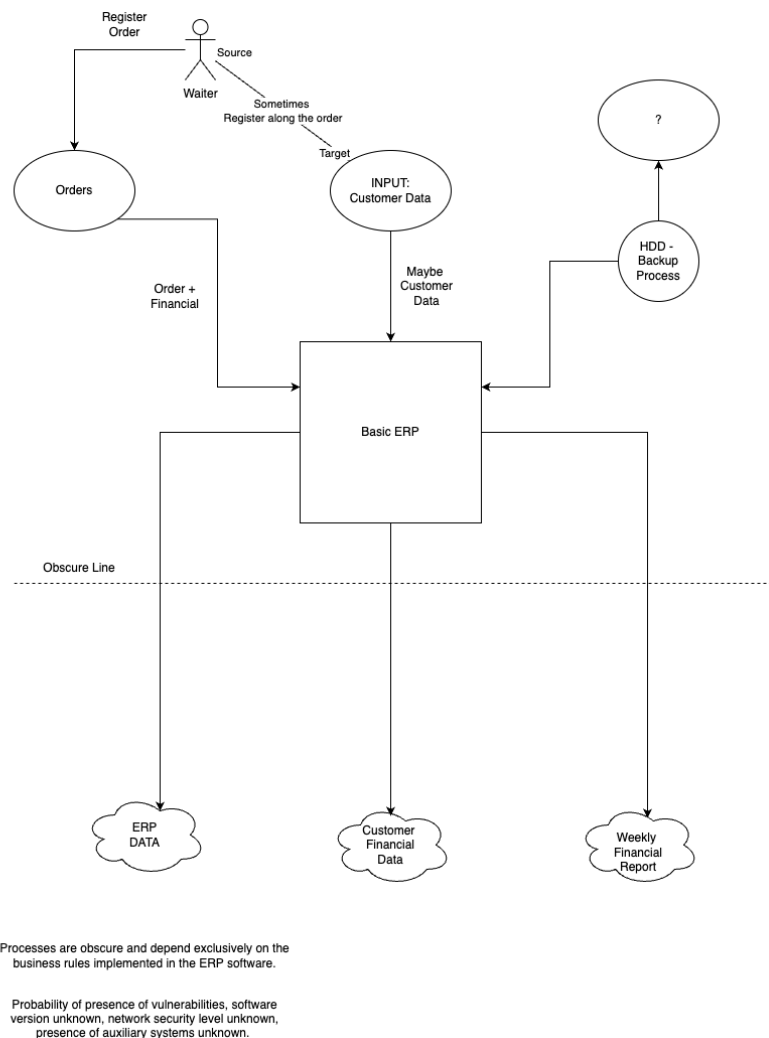 Register
Order
Source
Waiter
Sometimes
Register along the order
Target
?
Orders
INPUT:
Customer Data
HDD -
Backup
Process
Order +
Financial
Maybe
Customer
Data
Basic ERP
Obscure Line
ERP
DATA
Customer
Financial
Data
Weekly
Financial
Report
Processes are obscure and depend exclusively on the
business rules implemented in the ERP software.
Probability of presence of vulnerabilities, software
version unknown, network security level unknown,
presence of auxiliary systems unknown.